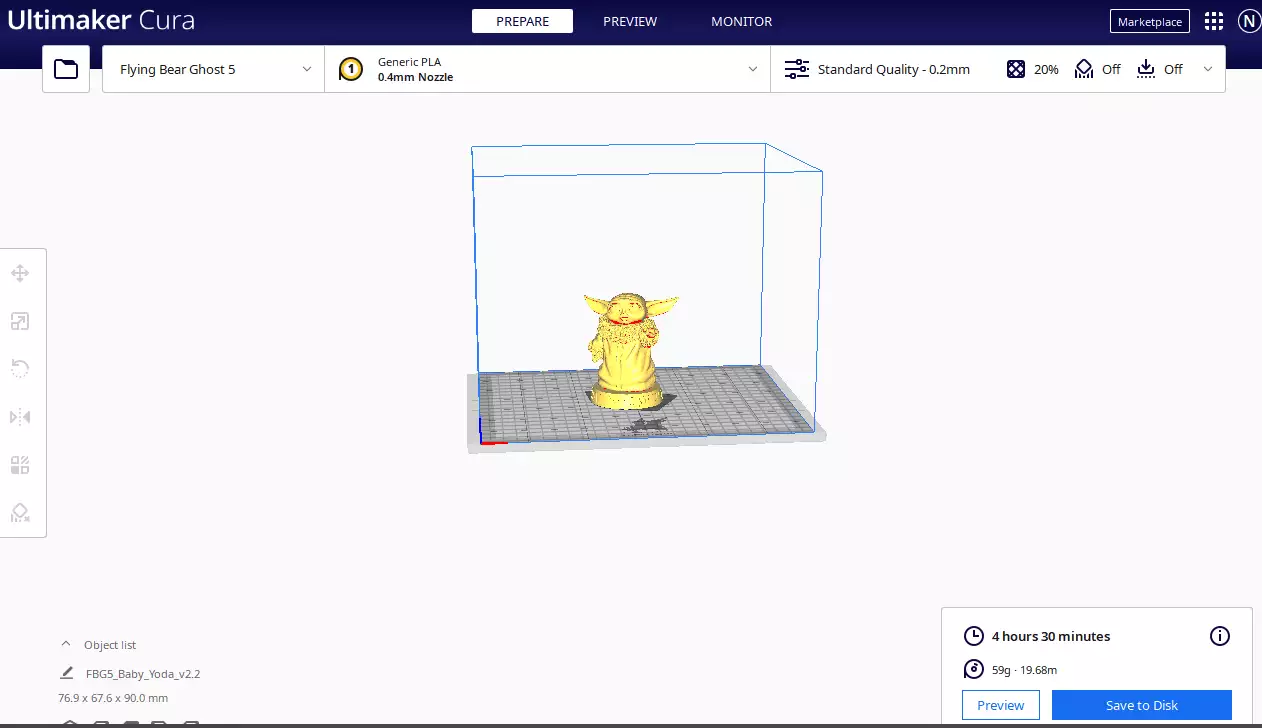 Ultimaker Cura
PREPARE
PREVIEW
MONITOR
Marketplace
N
Flying Bear Ghost 5
1
Generic PLA
0.4mm Nozzle
Standard Quality - 0.2mm
20%
Off
Off
Object list
FBG5_Baby_Yoda_v2.2
76.9 x 67.6 x 90.0 mm
4 hours 30 minutes
59g · 19.68m
Preview
Save to Disk